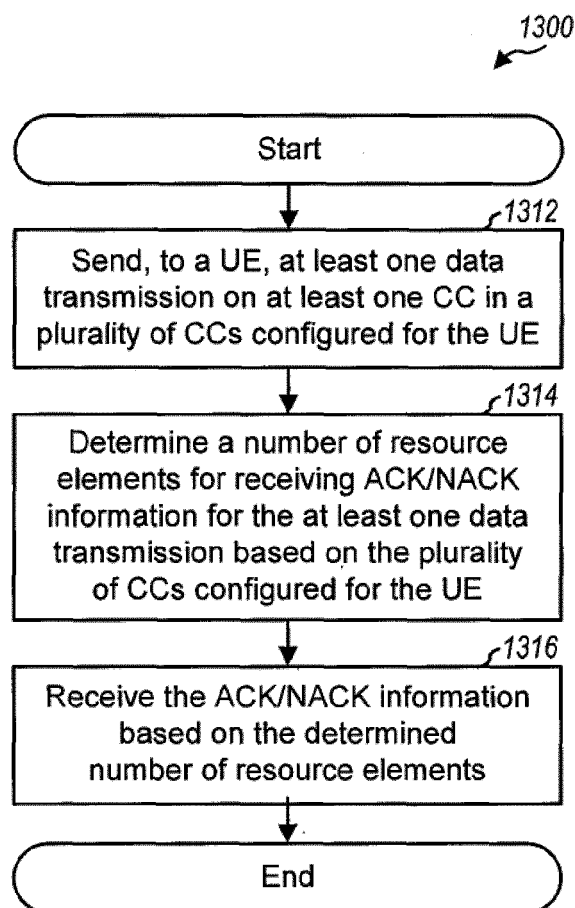 1300
Start
1312
Send, to a UE, at least one data
transmission on at least one CC in a
plurality of CCs configured for the UE
1314
Determine a number of resource
elements for receiving ACK/NACK
information for the at least one data
transmission based on the plurality
of CCs configured for the UE
1316
Receive the ACK/NACK information
based on the determined
number of resource elements
End